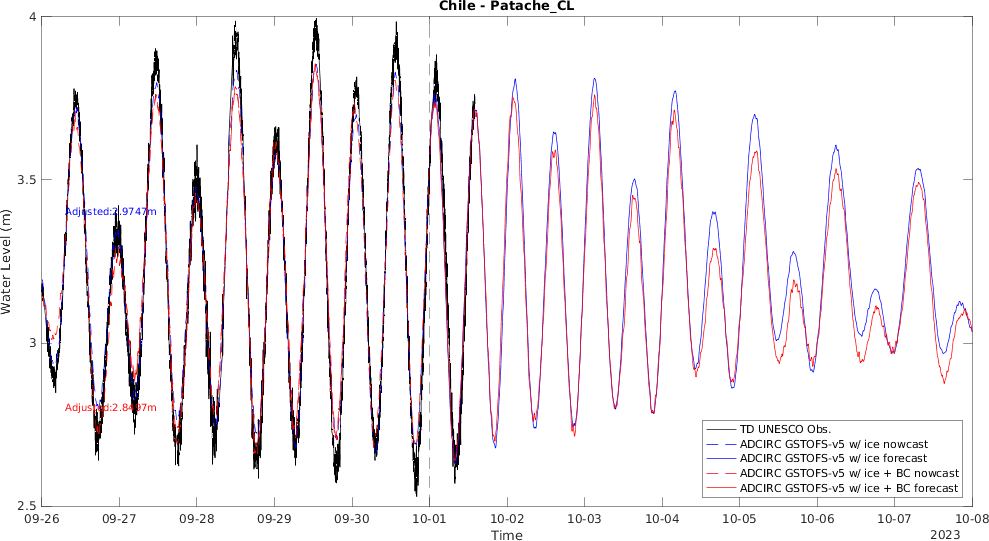 Chile - Patache_CL
Water Level (m)
4
3.5
3
2.5
Adjusted:2.9747m
Adjusted:2.8497m
TD UNESCO Obs.
ADCIRC GSTOFS-v5 w/ ice nowcast
ADCIRC GSTOFS-v5 w/ ice forecast
ADCIRC GSTOFS-v5 w/ ice + BC nowcast
ADCIRC GSTOFS-v5 w/ ice + BC forecast
09-26 09-27 09-28 09-29 09-30 10-01 10-02 10-03 10-04 10-05 10-06 10-07 10-08
Time
2023